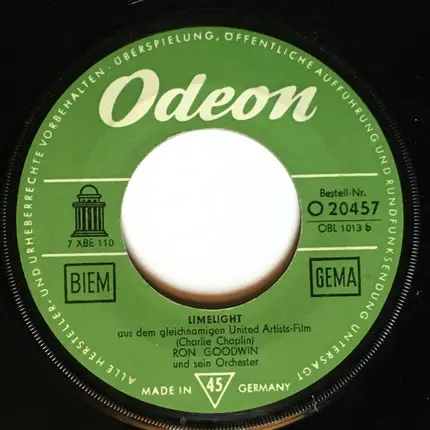 ALLE HERSTELLER- UND URHEBERRECHTE VORBEHALTEN · ÜBERSPIELUNG, ÖFFENTLICHE AUFFÜHRUNG UND RUNDFUNKSENDUNG UNTERSAGT
Odeon
Bestell-Nr.
O 20457
OBL 1013 b
7 XBE 110
BIEM
GEMA
LIMELIGHT
aus dem gleichnamigen United Artists-Film
(Charlie Chaplin)
RON GOODWIN
und sein Orchester
MADE IN 45 GERMANY